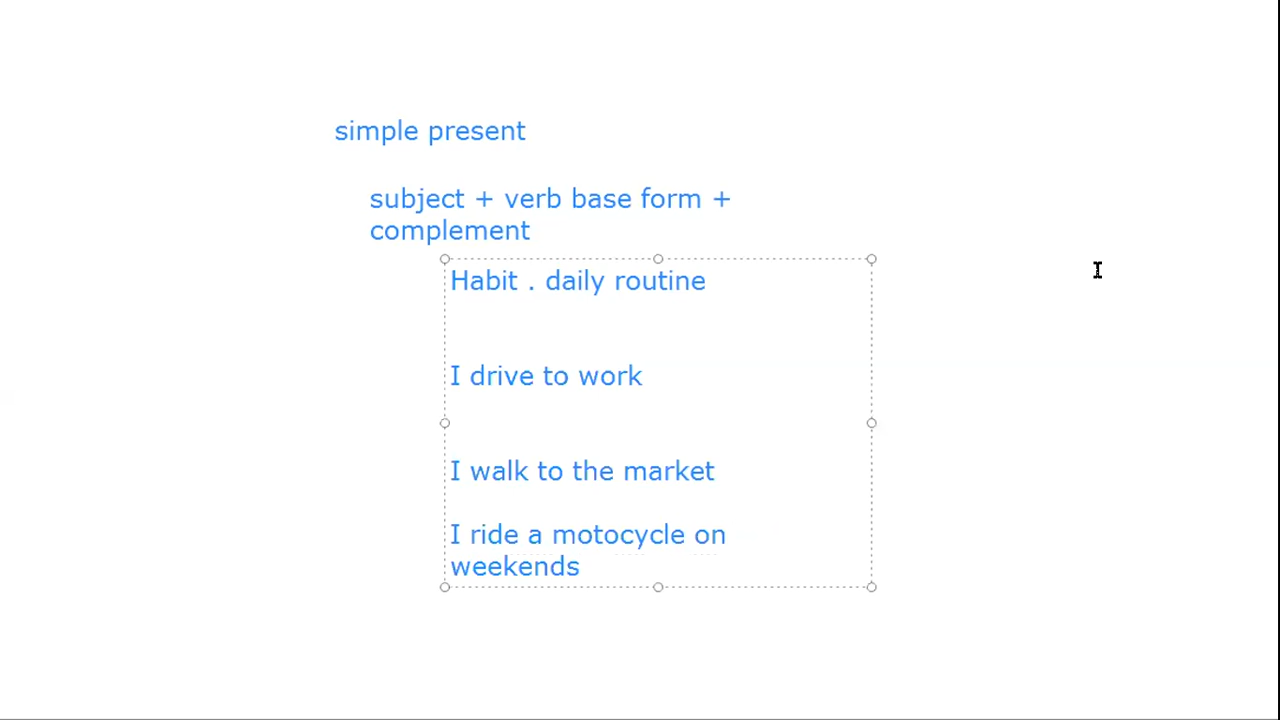 simple present
subject + verb base form +
complement
Habit . daily routine
I drive to work
I walk to the market
I ride a motocycle on
weekends